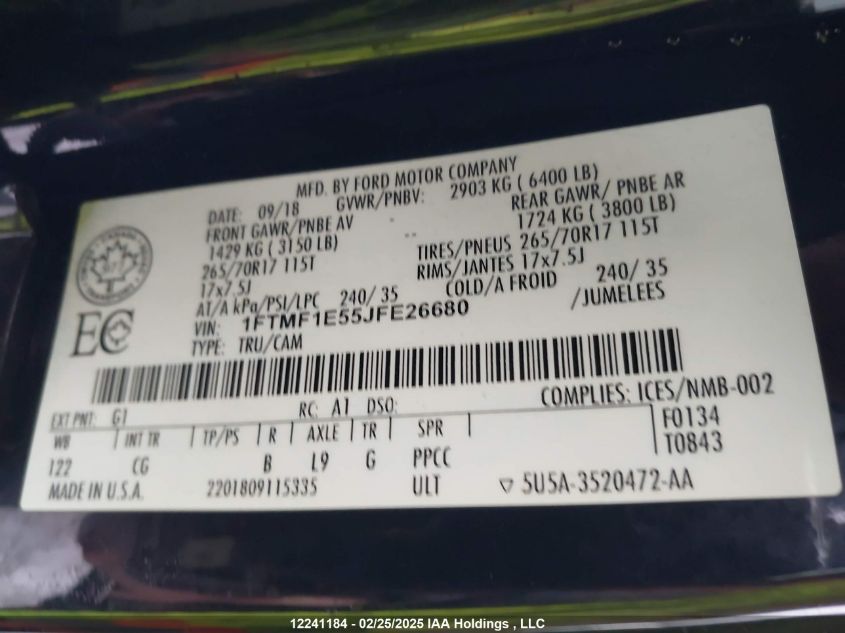 MFD. BY FORD MOTOR COMPANY
DATE: 09/18 GVWR/PNBV: 2903 KG ( 6400 LB)
FRONT GAWR/PNBE AV REAR GAWR/ PNBE AR
1429 KG ( 3150 LB) 1724 KG ( 3800 LB)
265/70R17 115T TIRES/PNEUS 265/70R17 115T
17x7.5J RIMS/JANTES 17x7.5J
AT/A kPa/PSI/LPC 240/ 35 COLD/A FROID 240/ 35
VIN: 1FTMF1E55JFE26680 /JUMELEES
TYPE: TRU/CAM
EC
COMPLIES: ICES/NMB-002
EXT PNT: G1 RC: A1 DSO:
F0134
WB | INT TR | TP/PS | R | AXLE | TR | SPR |
T0843
122 CG B L9 G PPCC
MADE IN U.S.A. 2201809115335 ULT ▽ 5U5A-3520472-AA
12241184 - 02/25/2025 IAA Holdings , LLC